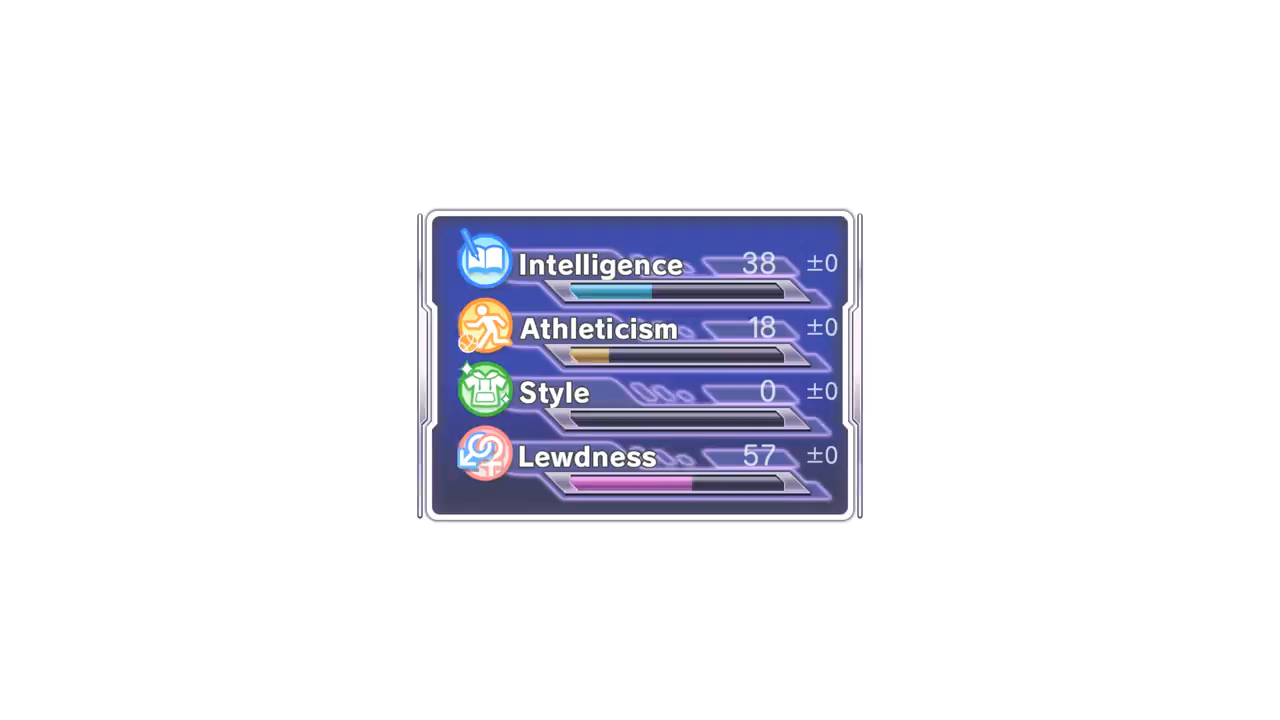 Intelligence 38 ±0
Athleticism 18 ±0
Style 0 ±0
Lewdness 57 ±0